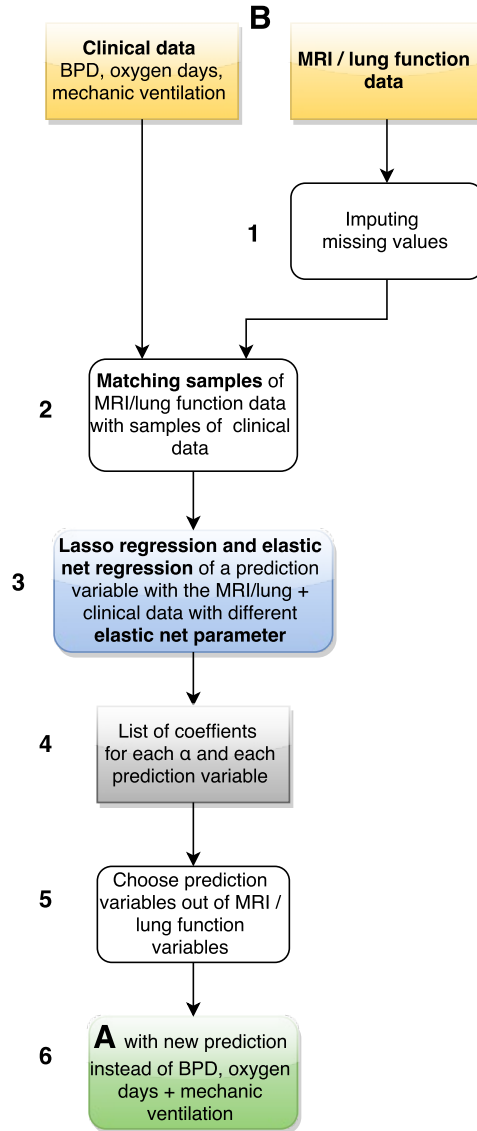 B
Clinical data
BPD, oxygen days,
mechanic ventilation
MRI / lung function
data
1
Imputing
missing values
2
Matching samples of
MRI/lung function data
with samples of clinical
data
3
Lasso regression and elastic
net regression of a prediction
variable with the MRI/lung +
clinical data with different
elastic net parameter
4
List of coeffients
for each α and each
prediction variable
5
Choose prediction
variables out of MRI /
lung function
variables
6
A with new prediction
instead of BPD, oxygen
days + mechanic
ventilation